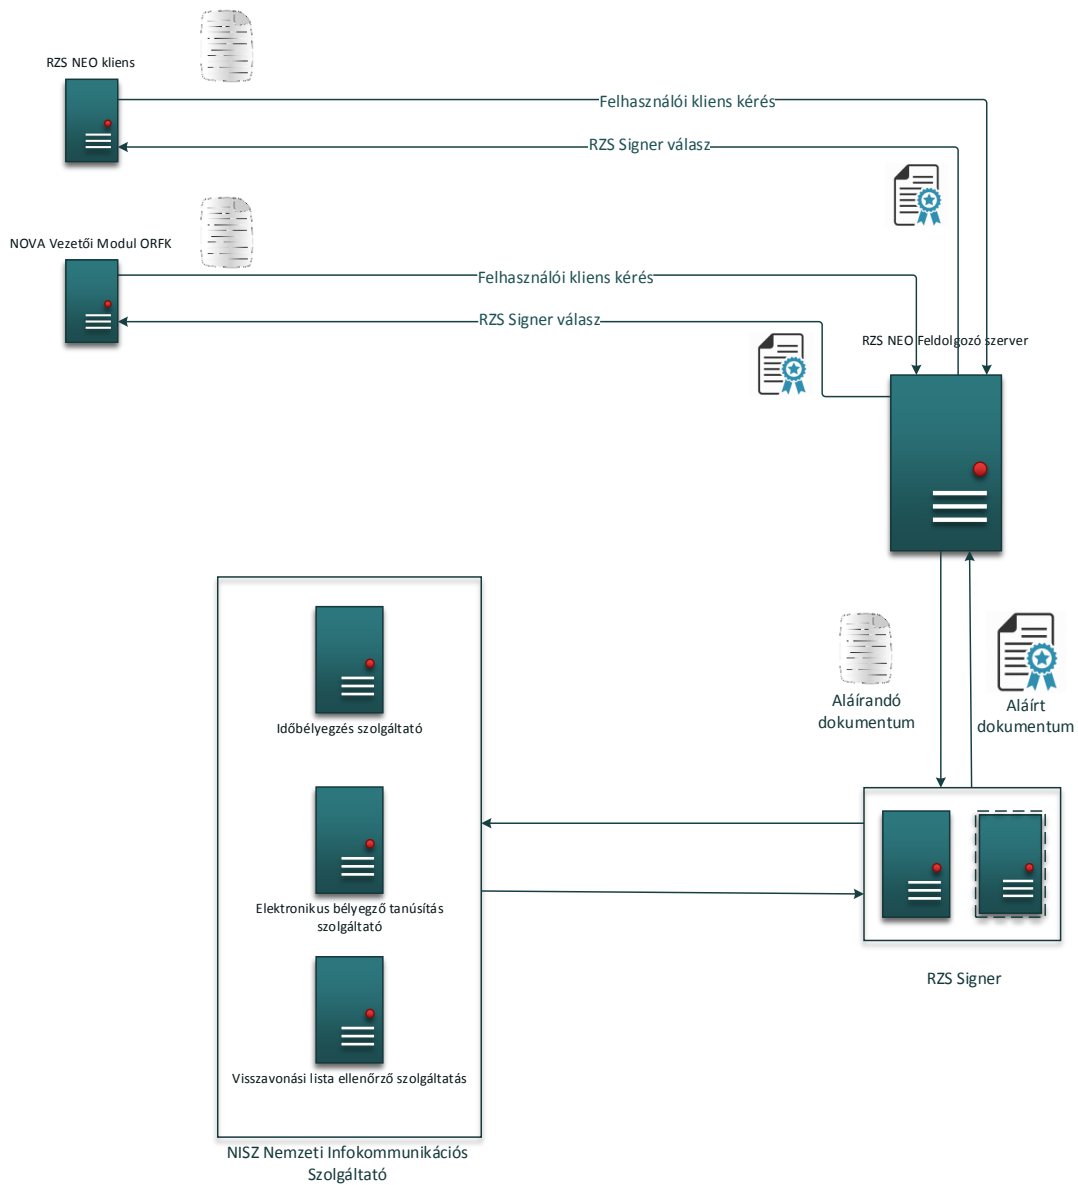 RZS NEO kliens
Felhasználói kliens kérés
RZS Signer válasz
NOVA Vezetői Modul ORFK
Felhasználói kliens kérés
RZS Signer válasz
RZS NEO Feldolgozó szerver
Aláírandó
dokumentum
Aláírt
dokumentum
Időbélyegzés szolgáltató
Elektronikus bélyegző tanúsítás
szolgáltató
RZS Signer
Visszavonási lista ellenőrző szolgáltatás
NISZ Nemzeti Infokommunikációs
Szolgáltató